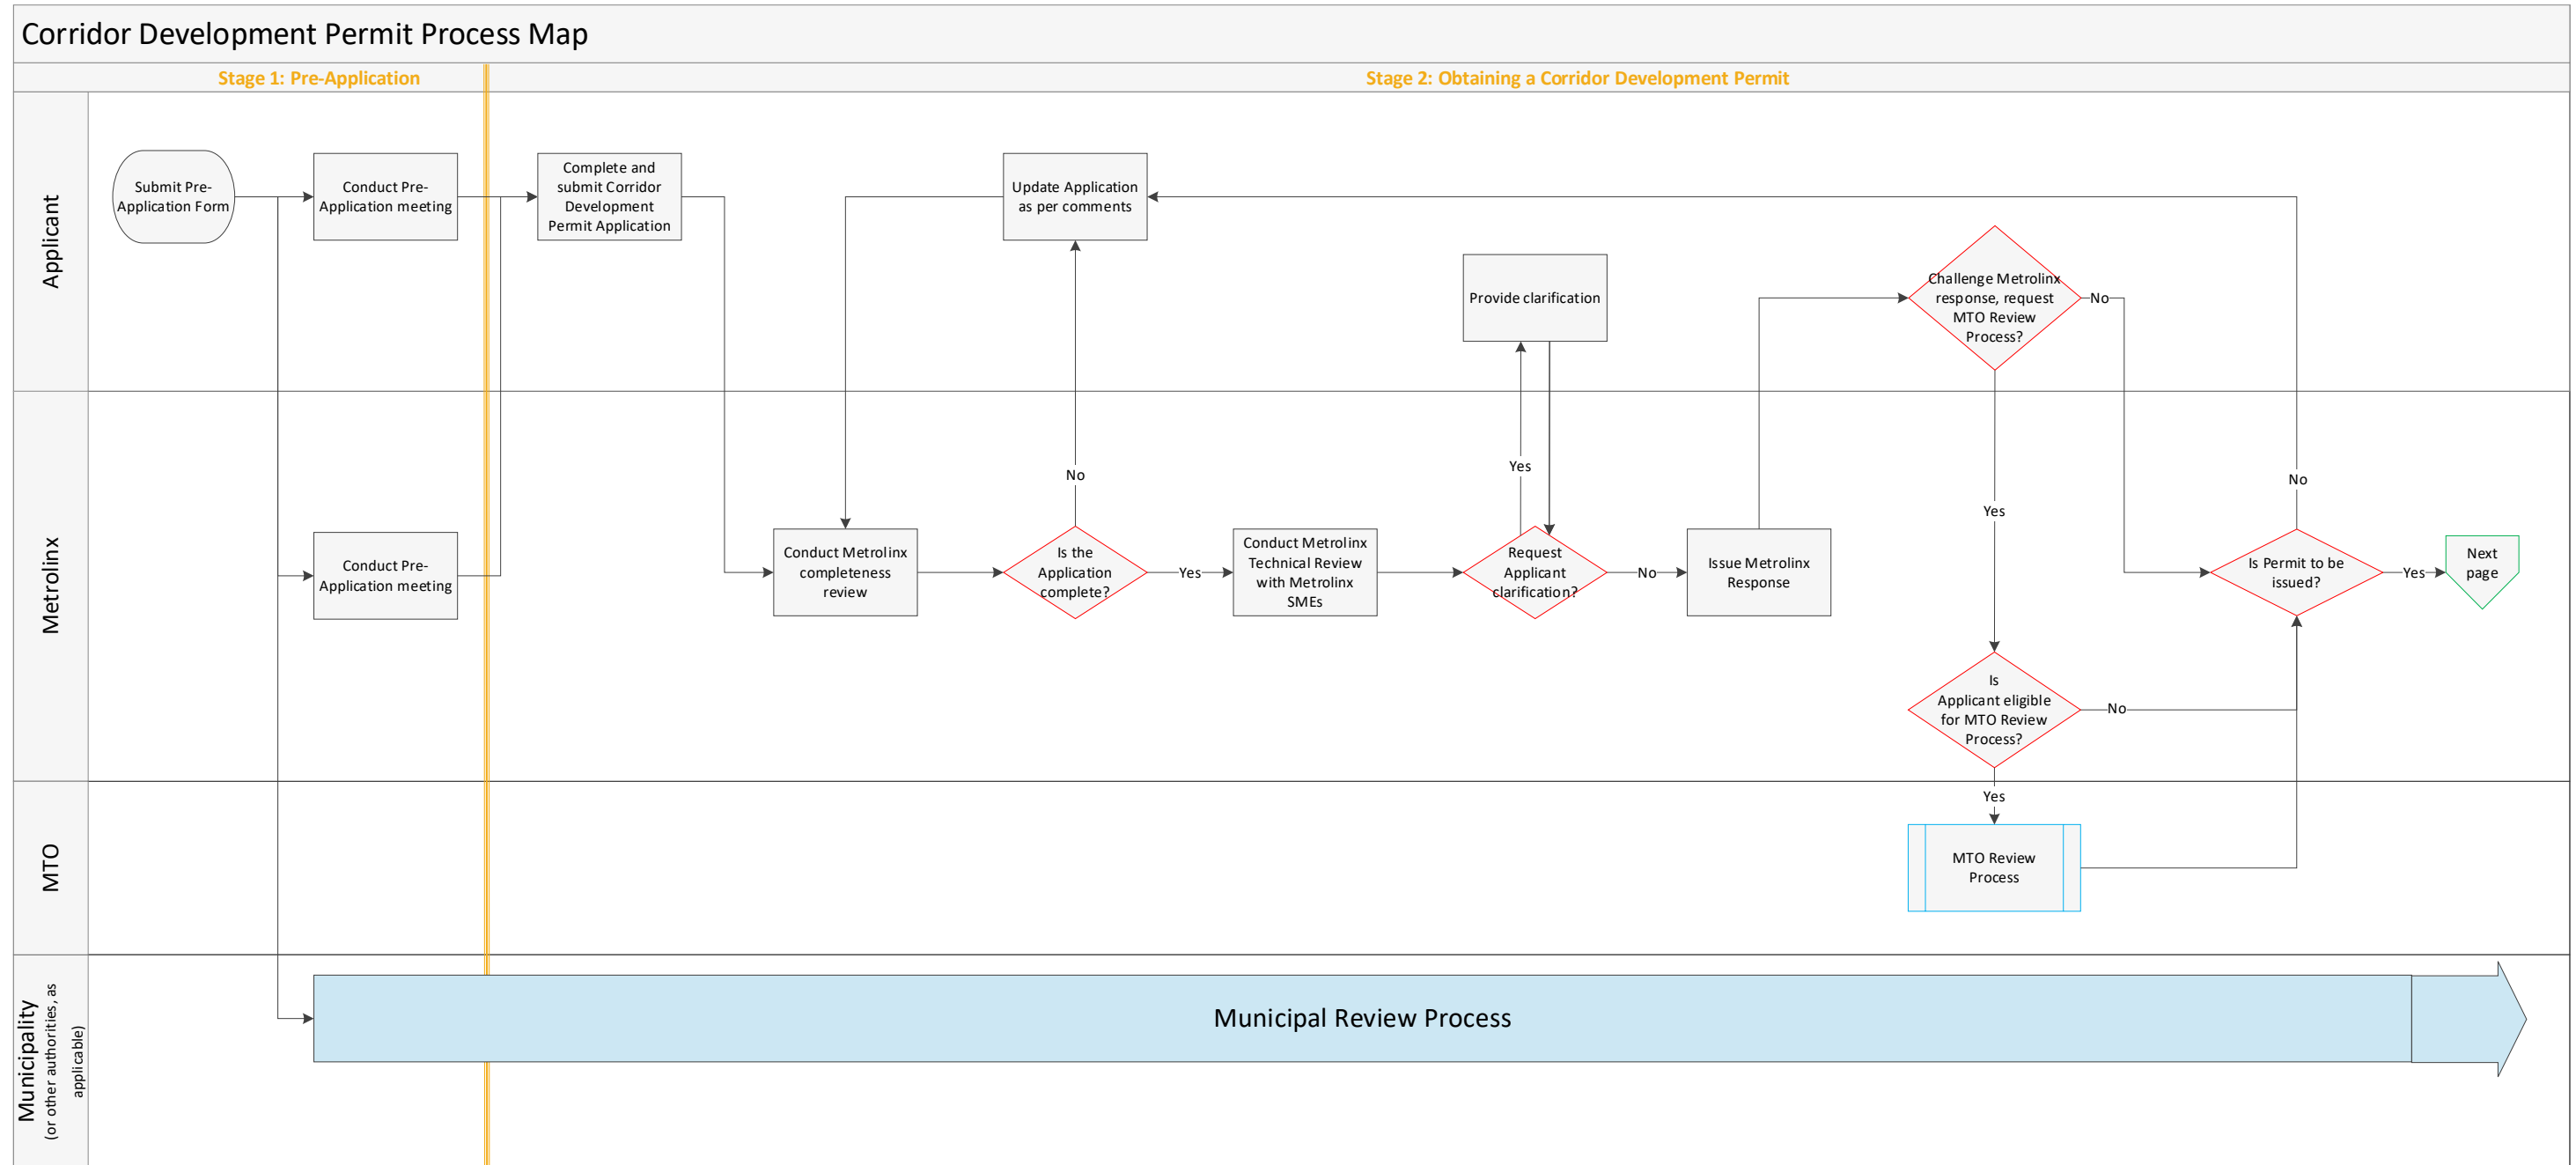 Corridor Development Permit Process Map
Stage 1: Pre-Application
Stage 2: Obtaining a Corridor Development Permit
Applicant
Submit Pre-
Application Form
Conduct Pre-
Application meeting
Complete and
submit Corridor
Development
Permit Application
Update Application
as per comments
Provide clarification
Challenge Metrolinx
response, request
MTO Review
Process?
No
Metrolinx
Conduct Pre-
Application meeting
Conduct Metrolinx
completeness
review
No
Is the
Application
complete?
Yes
Conduct Metrolinx
Technical Review
with Metrolinx
SMEs
Yes
Request
Applicant
clarification?
No
Issue Metrolinx
Response
Yes
Is
Applicant eligible
for MTO Review
Process?
No
No
Is Permit to be
issued?
Yes
Next
page
MTO
Yes
MTO Review
Process
Municipality
(or other authorities, as
applicable)
Municipal Review Process